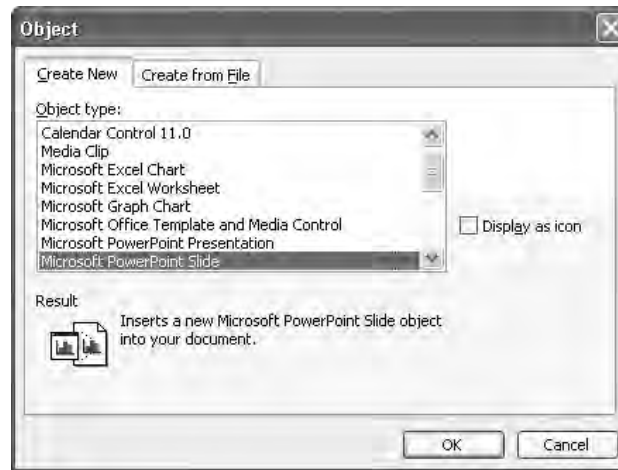 Object
Create New Create from File
Object type:
Calendar Control 11.0
Media Clip
Microsoft Excel Chart
Microsoft Excel Worksheet
Microsoft Graph Chart
Microsoft Office Template and Media Control
Microsoft PowerPoint Presentation
Microsoft PowerPoint Slide
Display as icon
Result
Inserts a new Microsoft PowerPoint Slide object
into your document.
OK Cancel